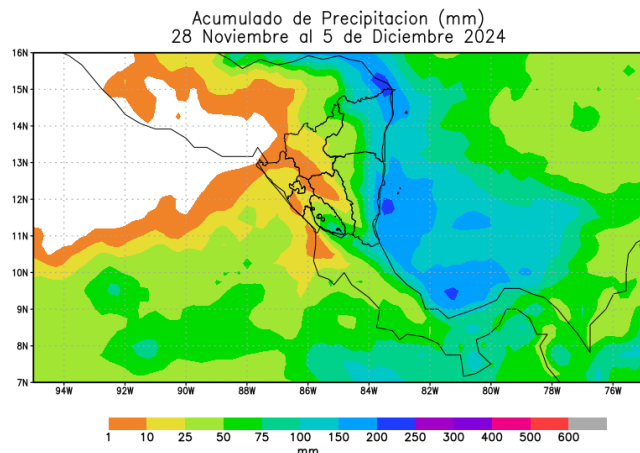 Acumulado de Precipitacion (mm)
28 Noviembre al 5 de Diciembre 2024
16N
15N
14N
13N
12N
11N
10N
9N
8N
7N
94W 92W 90W 88W 86W 84W 82W 80W 78W 76W
1 10 25 50 75 100 150 200 250 300 400 500 600
mm